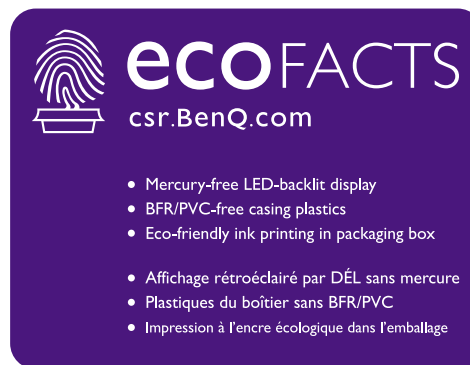 ecoFACTS
csr.BenQ.com
• Mercury-free LED-backlit display
• BFR/PVC-free casing plastics
• Eco-friendly ink printing in packaging box
• Affichage rétroéclairé par DÉL sans mercure
• Plastiques du boîtier sans BFR/PVC
• Impression à l'encre écologique dans l'emballage